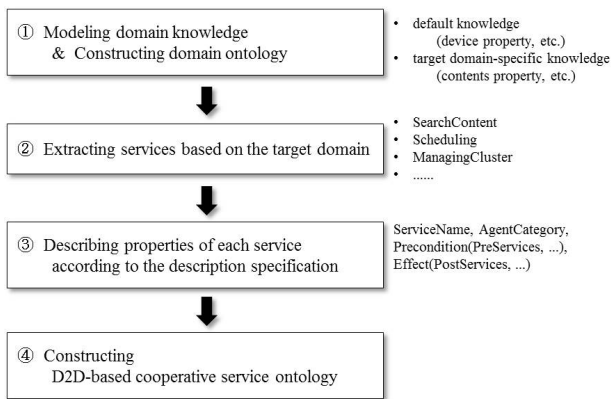 ① Modeling domain knowledge
& Constructing domain ontology
• default knowledge
(device property, etc.)
• target domain-specific knowledge
(contents property, etc.)
② Extracting services based on the target domain
• SearchContent
• Scheduling
• ManagingCluster
• ......
③ Describing properties of each service
according to the description specification
ServiceName, AgentCategory,
Precondition(PreServices, ...),
Effect(PostServices, ...)
④ Constructing
D2D-based cooperative service ontology